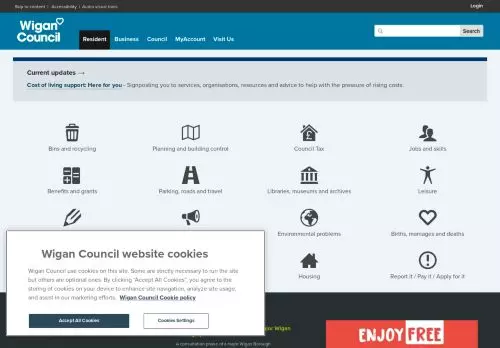 Skip to content / Accessibility / Audio visual tools
Login
Wigan
Council
Resident
Business
Council
MyAccount
Visit Us
Search
Current updates →
Cost of living support: Here for you - Signposting you to services, organisations, resources and advice to help with the pressure of rising costs.
Bins and recycling
Planning and building control
Council Tax
Jobs and skills
Benefits and grants
Parking, roads and travel
Libraries, museums and archives
Leisure
Environmental problems
Births, marriages and deaths
Housing
Report it / Pay it / Apply for it
Wigan Council website cookies
Wigan Council use cookies on this site. Some are strictly necessary to run the site
but others are optional ones. By clicking "Accept All Cookies", you agree to the
storing of cookies on your device to enhance site navigation, analyze site usage,
and assist in our marketing efforts. Wigan Council Cookie policy
Accept All Cookies
Cookies Settings
Wigan
A consultation phase of a major Wigan Borough
ENJOY FREE